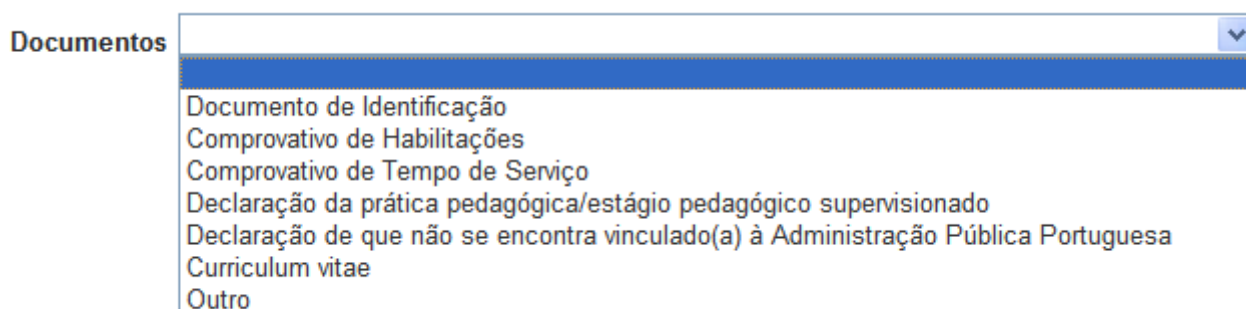 Documentos
Documento de Identificação
Comprovativo de Habilitações
Comprovativo de Tempo de Serviço
Declaração da prática pedagógica/estágio pedagógico supervisionado
Declaração de que não se encontra vinculado(a) à Administração Pública Portuguesa
Curriculum vitae
Outro